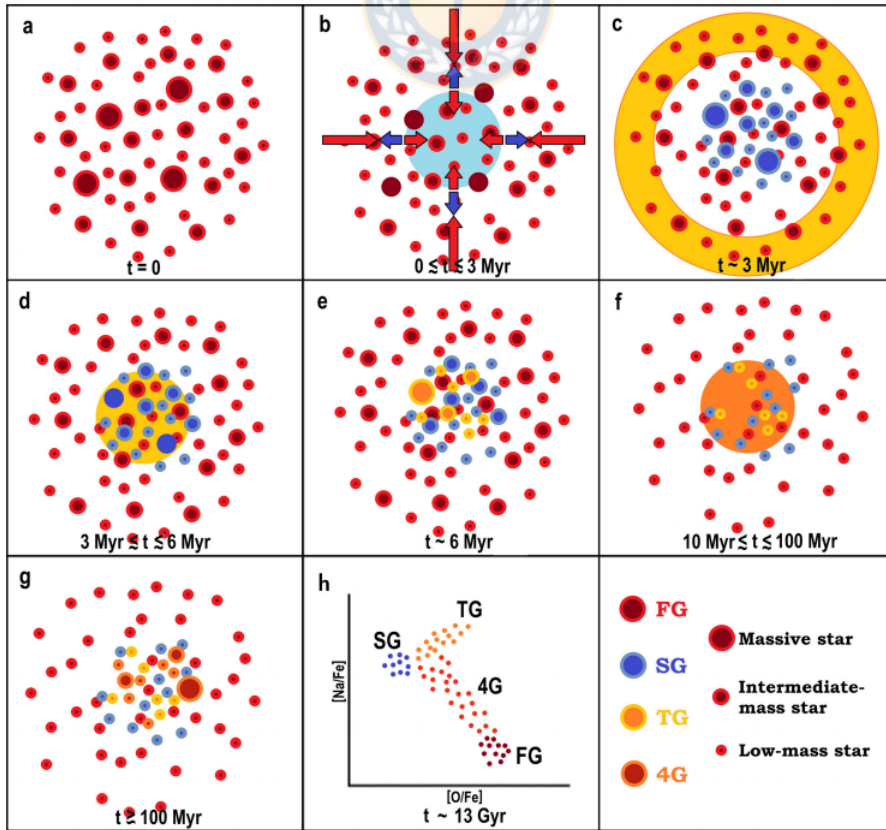 a
t = 0
b
0 ≲ t ≲ 3 Myr
c
t ~ 3 Myr
d
3 Myr ≲ t ≲ 6 Myr
e
t ~ 6 Myr
f
10 Myr ≲ t ≲ 100 Myr
g
t ≳ 100 Myr
h
TG
SG
4G
FG
[Na/Fe]
[O/Fe]
t ~ 13 Gyr
FG
SG
TG
4G
Massive star
Intermediate-
mass star
Low-mass star